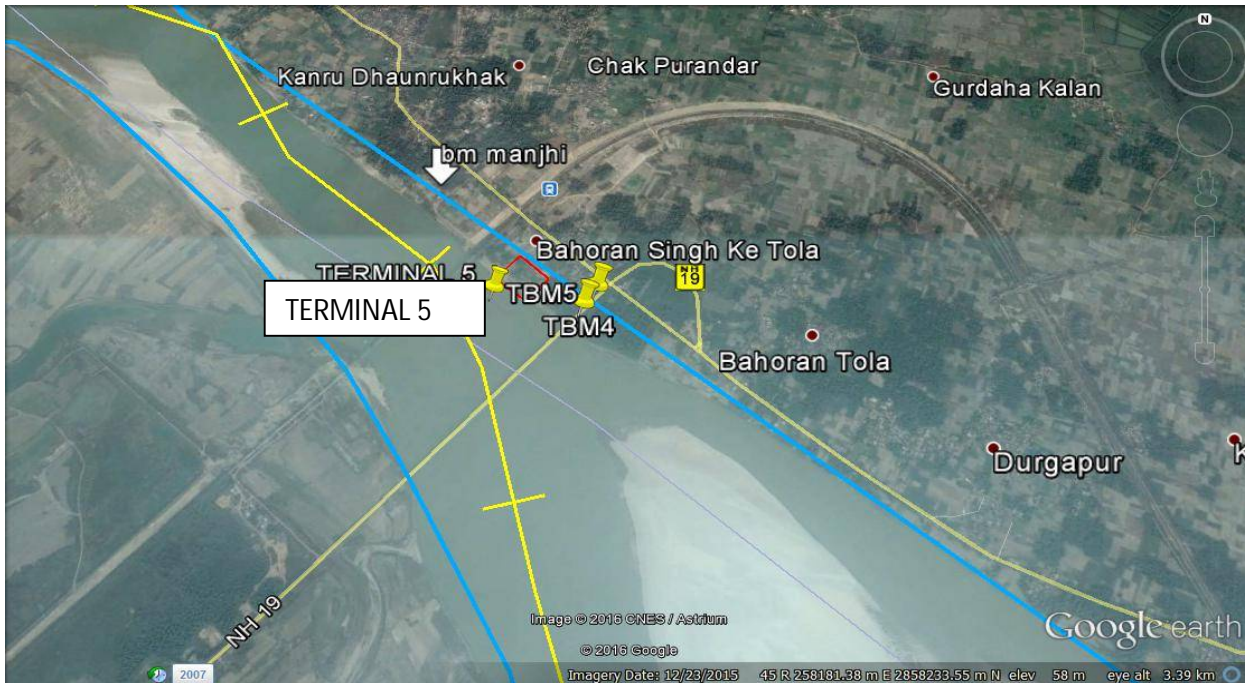 N
Kanru Dhaunrukhak
Chak Purandar
Gurdaha Kalan
bm manjhi
Bahoran Singh Ke Tola
TERMINAL 5
NH
19
TBM5
TERMINAL 5
TBM4
Bahoran Tola
Durgapur
K
NH 19
Image © 2016 CNES / Astrium
© 2016 Google
Google earth
2007
Imagery Date: 12/23/2015 45 R 258181.38 m E 2858233.55 m N elev 58 m eye alt 3.39 km